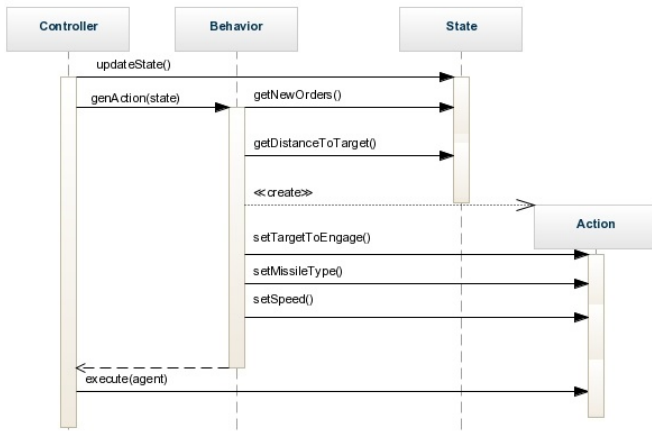 Controller
Behavior
State
updateState()
genAction(state)
getNewOrders()
getDistanceToTarget()
≪create≫
Action
setTargetToEngage()
setMissileType()
setSpeed()
execute(agent)